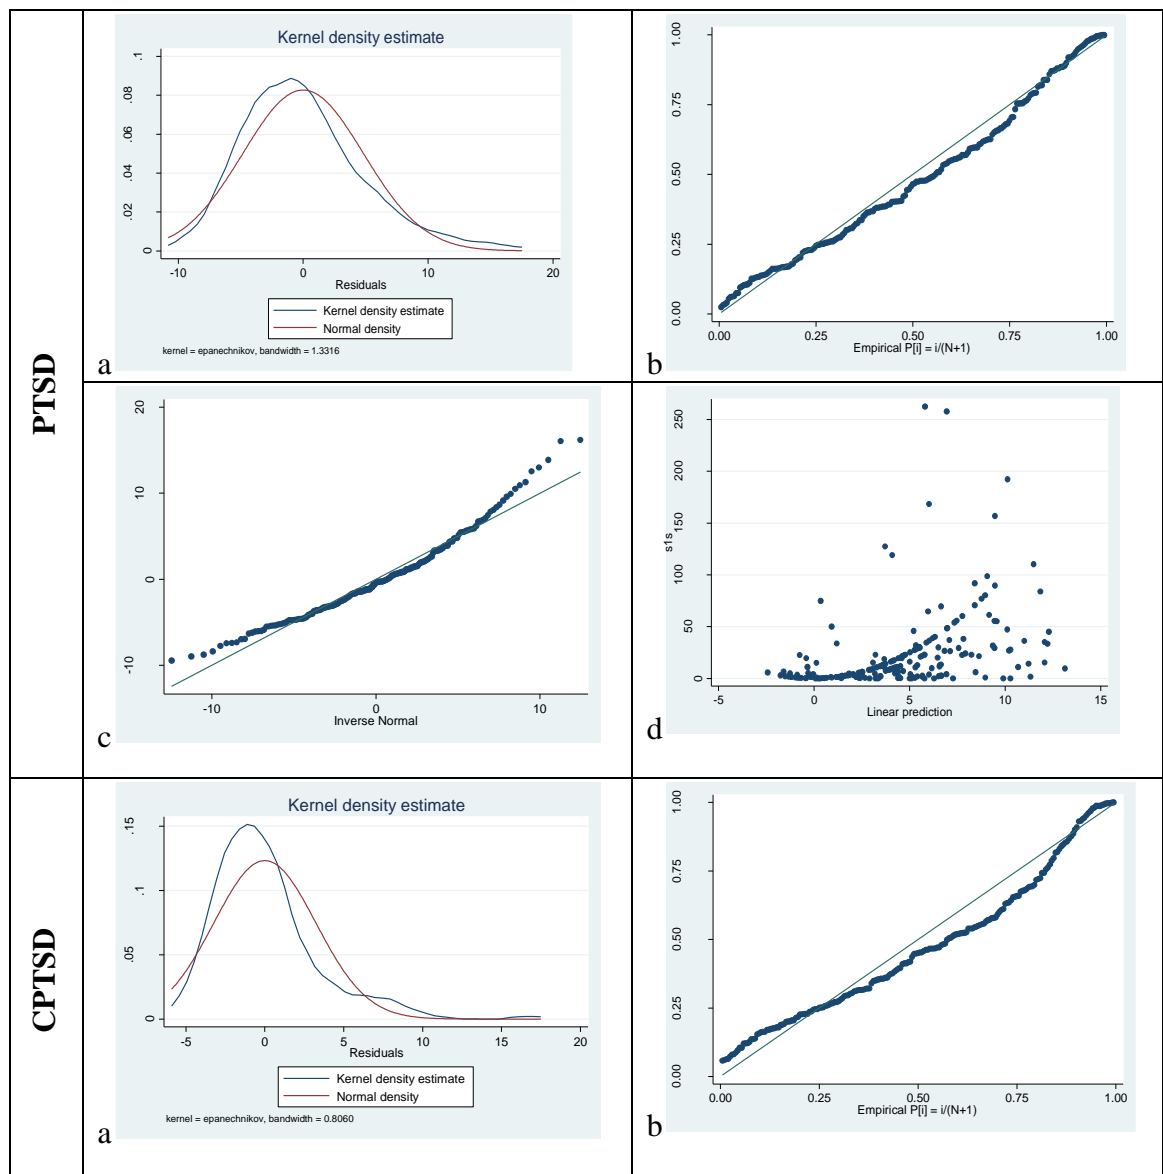 PTSD
Kernel density estimate
.1
.08
.06
.04
.02
0
-10 0 10 20
Residuals
Kernel density estimate
Normal density
kernel = epanechnikov, bandwidth = 1.3316
a
1.00
0.75
0.50
0.25
0.00
0.00 0.25 0.50 0.75 1.00
Empirical P[i] = i/(N+1)
b
20
10
0
-10
-10 0 10
Inverse Normal
c
250
200
150
100
50
0
s1s
-5 0 5 10 15
Linear prediction
d
CPTSD
Kernel density estimate
.15
.1
.05
0
-5 0 5 10 15 20
Residuals
Kernel density estimate
Normal density
kernel = epanechnikov, bandwidth = 0.8060
a
1.00
0.75
0.50
0.25
0.00
0.00 0.25 0.50 0.75 1.00
Empirical P[i] = i/(N+1)
b